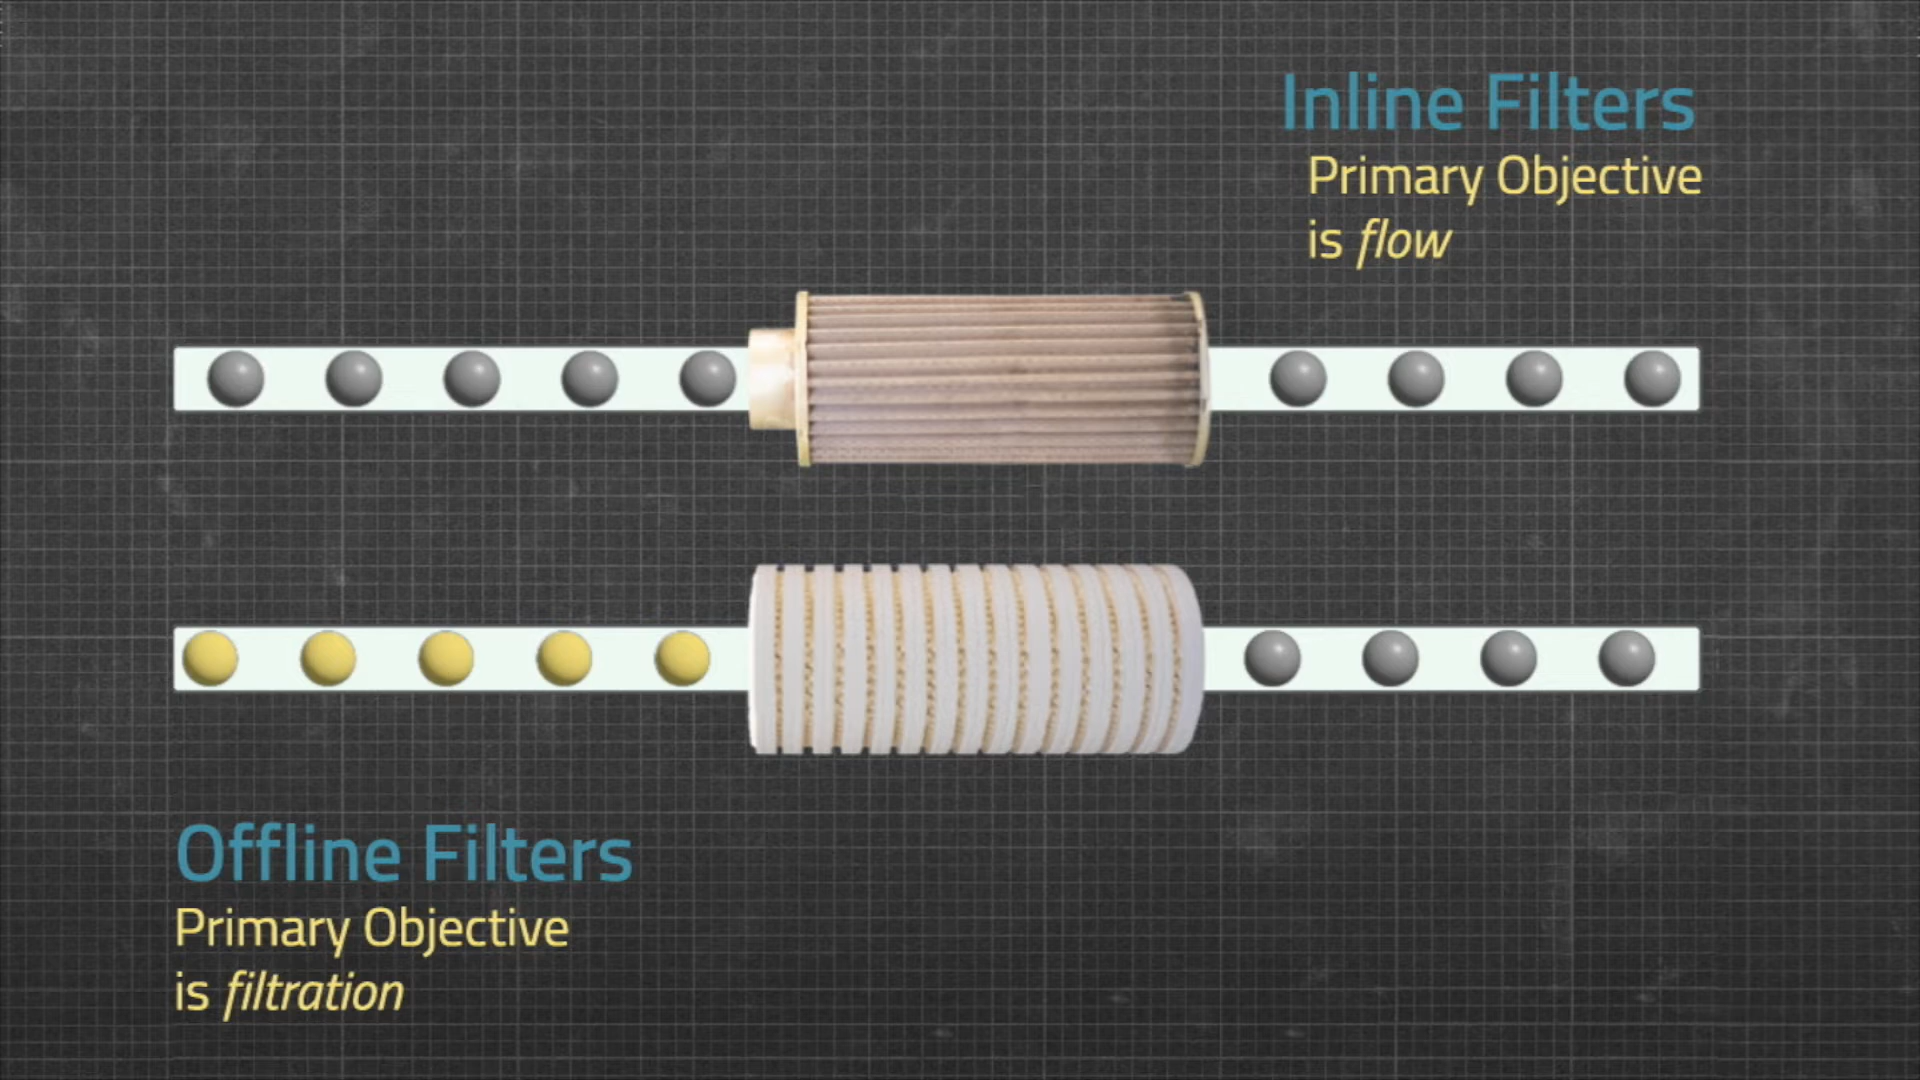 Inline Filters
Primary Objective
is flow
Offline Filters
Primary Objective
is filtration